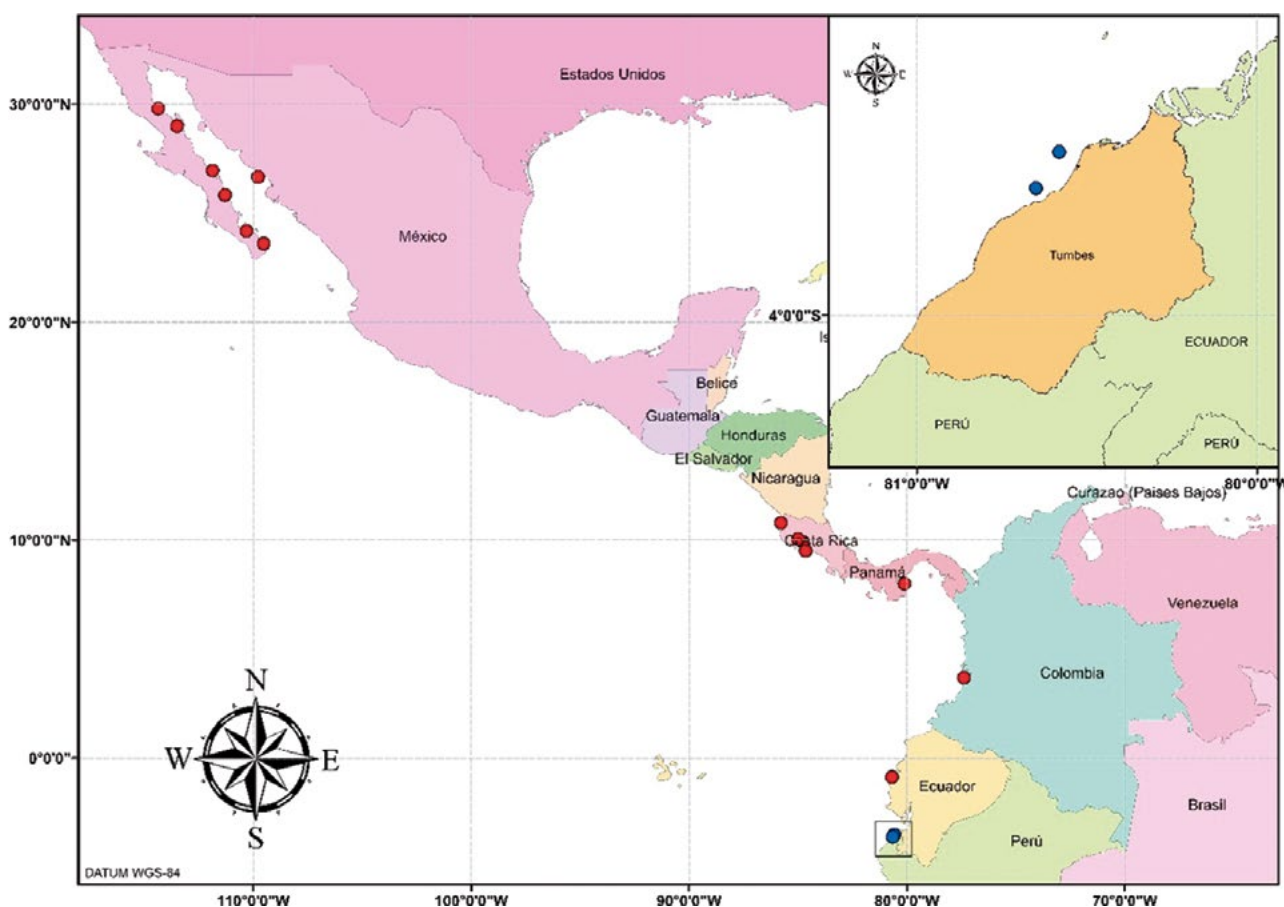 Estados Unidos
30°0'0"N
México
20°0'0"N
Belice
Guatemala
Honduras
El Salvador
Nicaragua
10°0'0"N
Costa Rica
Panamá
Curazao (Paises Bajos)
Venezuela
Colombia
0°0'0"
Ecuador
Brasil
Perú
N
W
E
S
DATUM WGS-84
110°0'0"W
100°0'0"W
90°0'0"W
80°0'0"W
70°0'0"W
N
W
E
S
Tumbes
4°0'0"S
Is
ECUADOR
PERÚ
PERÚ
81°0'0"W
80°0'0"W